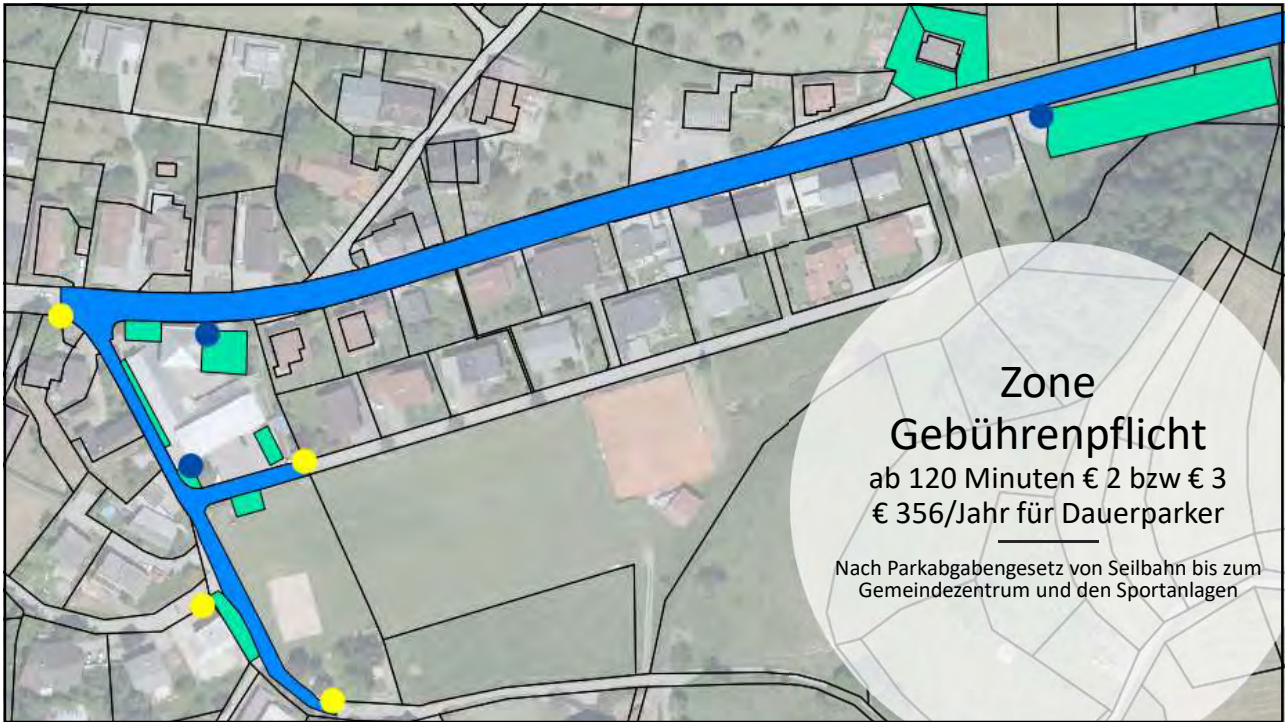 Zone
Gebührenpflicht
ab 120 Minuten € 2 bzw € 3
€ 356/Jahr für Dauerparker
Nach Parkabgabengesetz von Seilbahn bis zum
Gemeindezentrum und den Sportanlagen